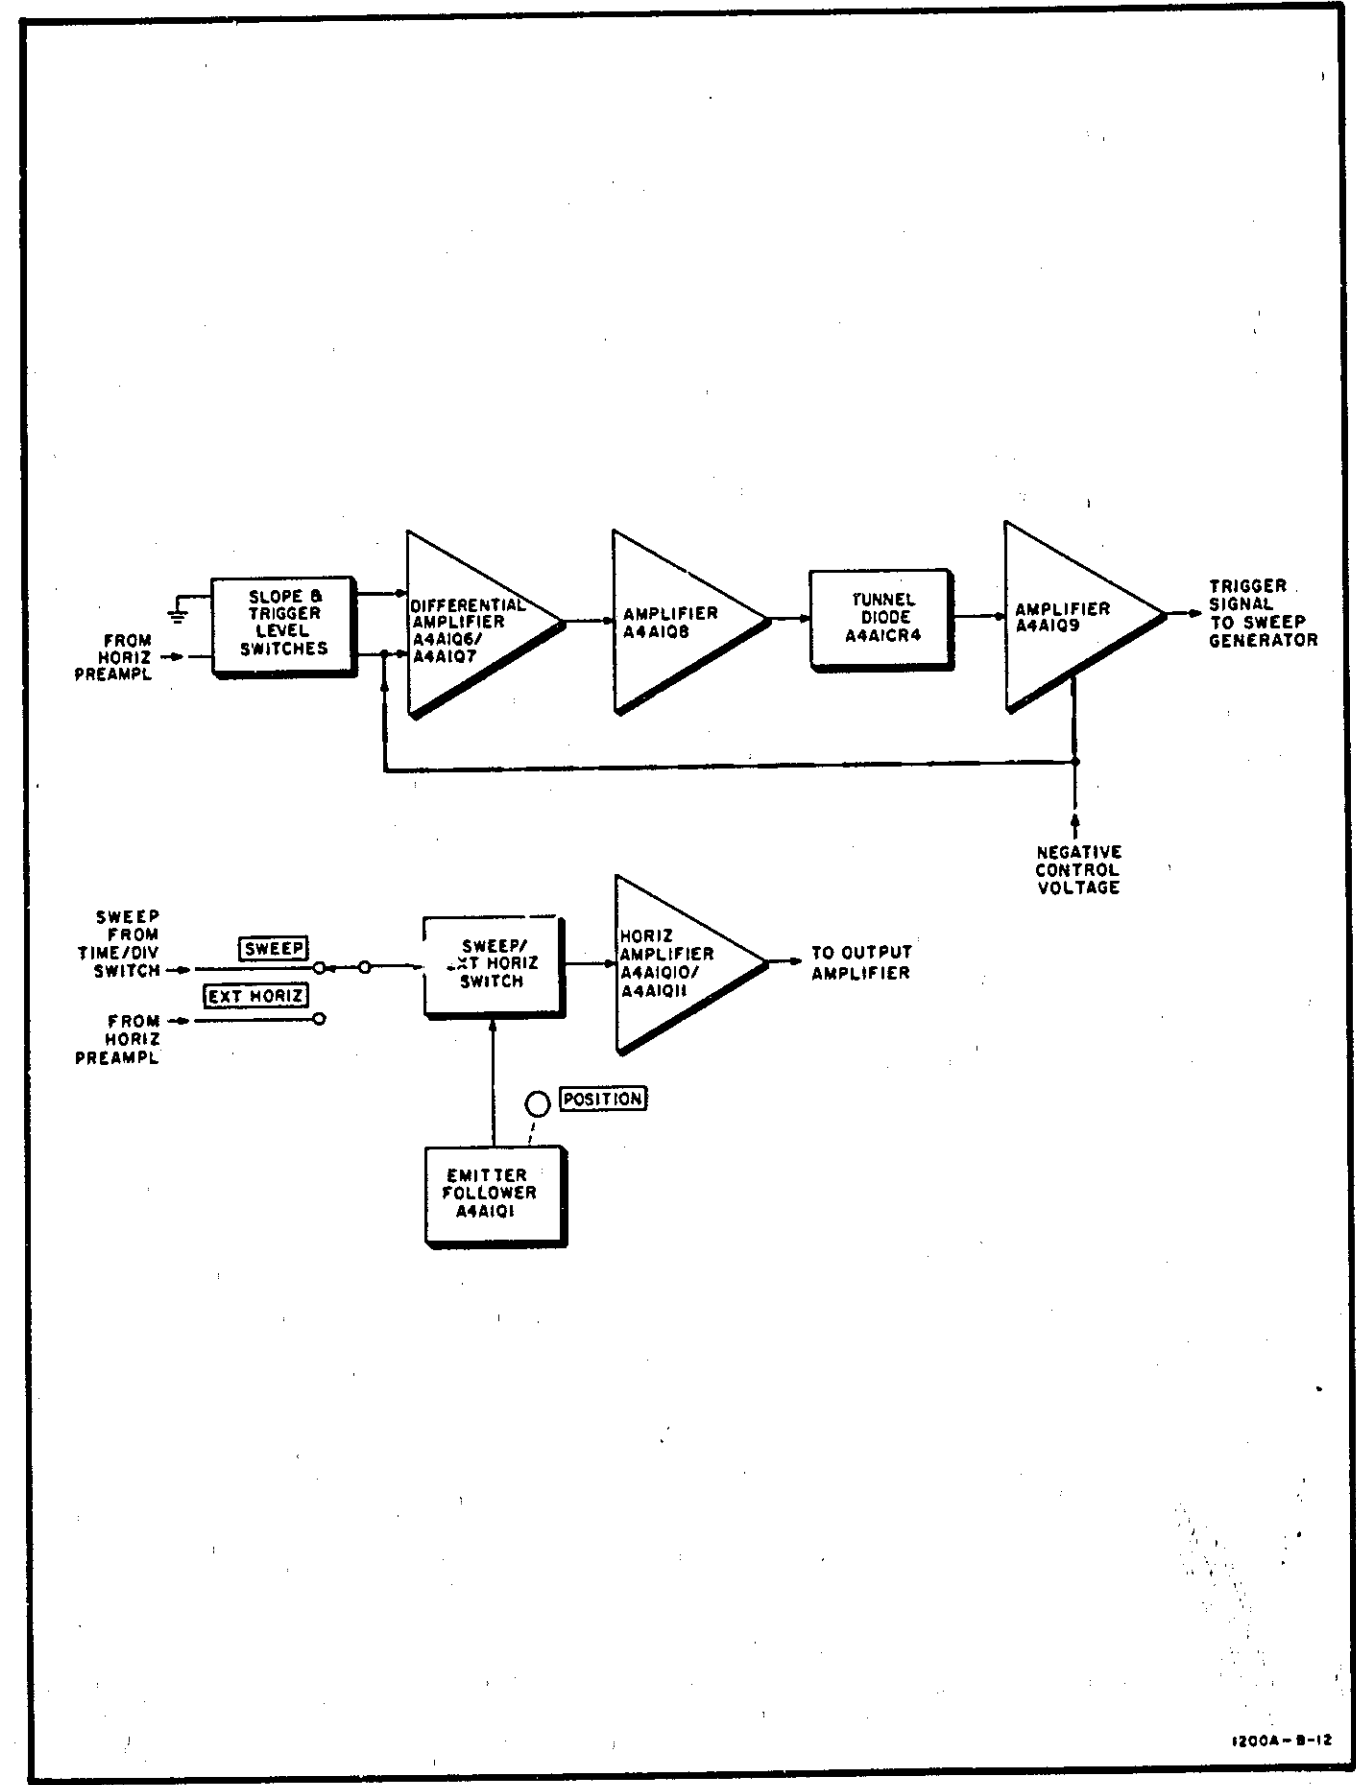 SLOPE &
TRIGGER
LEVEL
SWITCHES
FROM
HORIZ
PREAMPL
DIFFERENTIAL
AMPLIFIER
A4A1Q6/
A4A1Q7
AMPLIFIER
A4A1Q8
TUNNEL
DIODE
A4A1CR4
AMPLIFIER
A4A1Q9
TRIGGER
SIGNAL
TO SWEEP
GENERATOR
NEGATIVE
CONTROL
VOLTAGE
SWEEP
FROM
TIME/DIV
SWITCH
SWEEP
EXT HORIZ
FROM
HORIZ
PREAMPL
SWEEP/
EXT HORIZ
SWITCH
HORIZ
AMPLIFIER
A4A1Q10/
A4A1Q11
TO OUTPUT
AMPLIFIER
POSITION
EMITTER
FOLLOWER
A4A1Q1
1200A-B-12